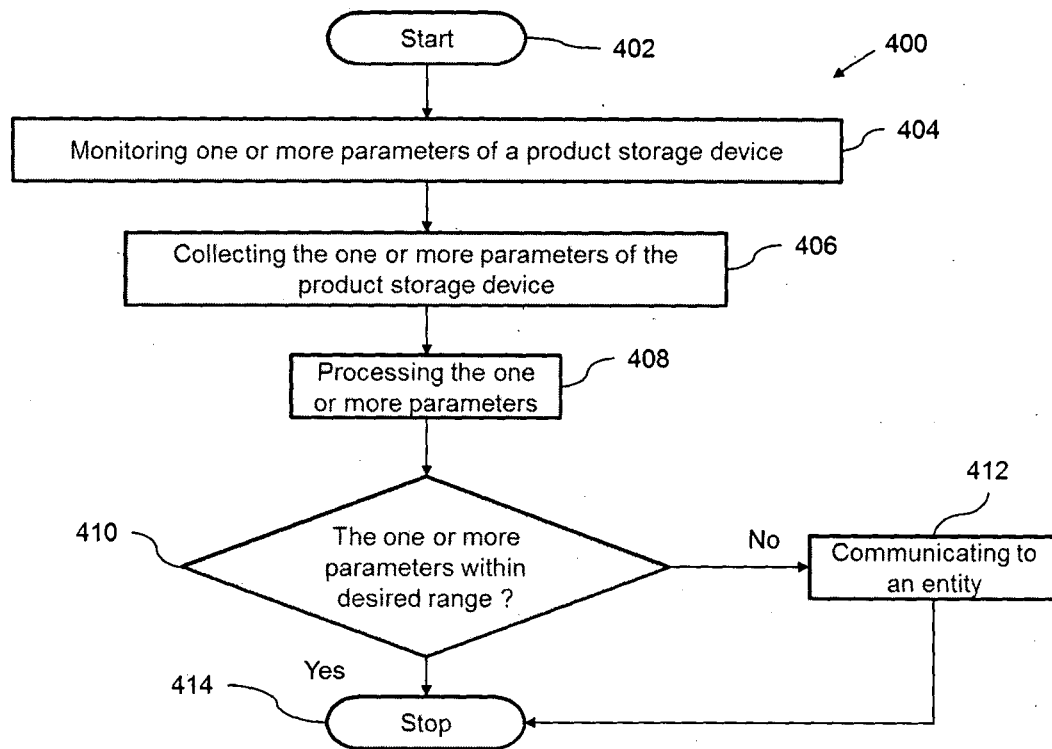 Start
402
400
Monitoring one or more parameters of a product storage device
404
Collecting the one or more parameters of the
product storage device
406
Processing the one
or more parameters
408
410
The one or more
parameters within
desired range ?
No
412
Communicating to
an entity
Yes
414
Stop